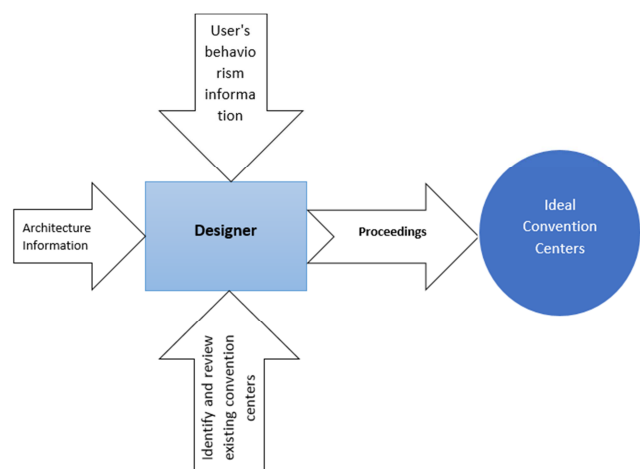 User's
behavio
rism
informa
tion
Architecture
Information
Designer
Proceedings
Ideal
Convention
Centers
Identify and review
existing convention
centers